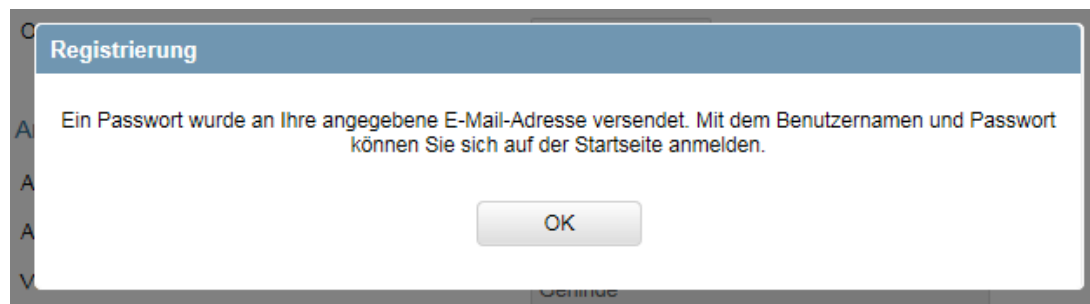 Registrierung
Ein Passwort wurde an Ihre angegebene E-Mail-Adresse versendet. Mit dem Benutzernamen und Passwort
können Sie sich auf der Startseite anmelden.
OK